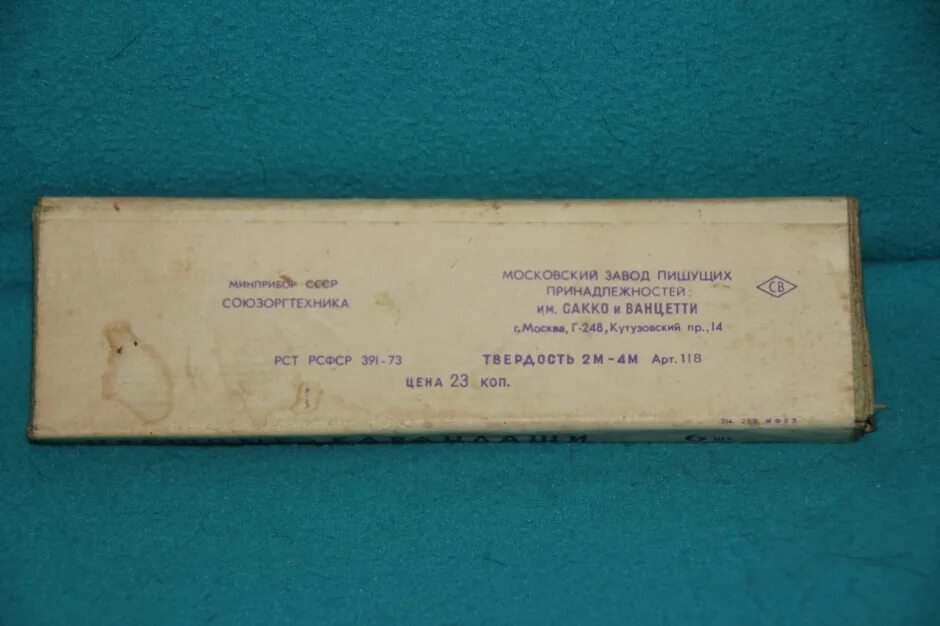 МИНПРИБОР СССР
СОЮЗОРГТЕХНИКА
МОСКОВСКИЙ ЗАВОД ПИШУЩИХ
ПРИНАДЛЕЖНОСТЕЙ
им. САККО и ВАНЦЕТТИ
г. Москва, Г-248, Кутузовский пр., 14
СВ
РСТ РСФСР 391-73
ТВЕРДОСТЬ 2М-4М Арт. 118
ЦЕНА 23 КОП.
КАРАНДАШИ